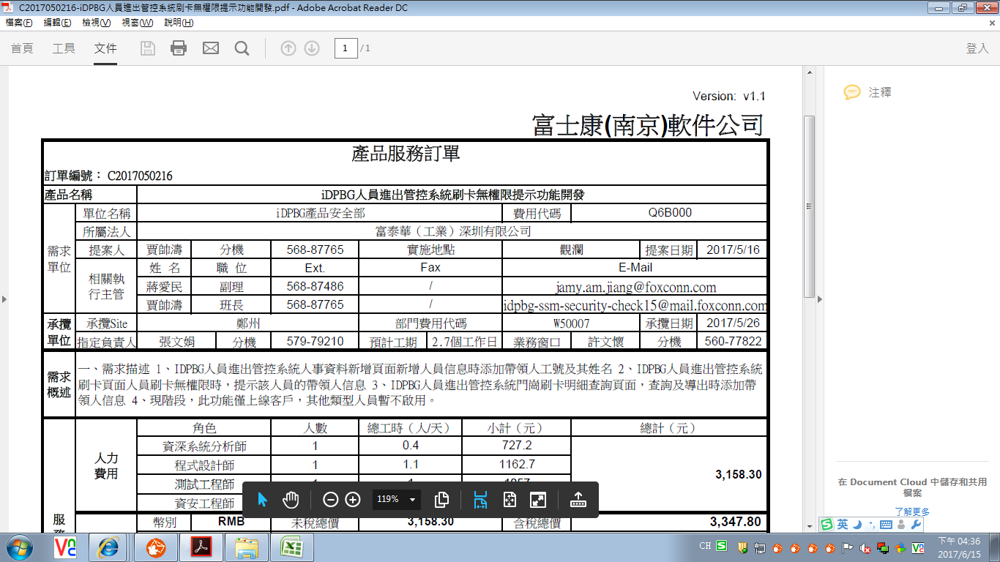 C2017050216-iDPBG人員進出管控系統刷卡無權限提示功能開發.pdf - Adobe Acrobat Reader DC
檔案(F) 編輯(E) 檢視(V) 視窗(W) 說明(H)
首頁 工具 文件 1 / 1 登入
Version: v1.1
注釋
富士康(南京)軟件公司
產品服務訂單
訂單編號： C2017050216
產品名稱 iDPBG人員進出管控系統刷卡無權限提示功能開發
需求單位
單位名稱 iDPBG產品安全部 費用代碼 Q6B000
所屬法人 富泰華（工業）深圳有限公司
提案人 賈帥濤 分機 568-87765 實施地點 觀瀾 提案日期 2017/5/16
相關執行主管
姓 名 職 位 Ext. Fax E-Mail
蔣愛民 副理 568-87486 / jamy.am.jiang@foxconn.com
賈帥濤 班長 568-87765 / idpbg-ssm-security-check15@mail.foxconn.com
承攬單位
承攬Site 鄭州 部門費用代碼 W50007 承攬日期 2017/5/26
指定負責人 張文娟 分機 579-79210 預計工期 2.7個工作日 業務窗口 許文懷 分機 560-77822
需求概述
一、需求描述 1、IDPBG人員進出管控系統人事資料新增頁面新增人員信息時添加帶領人工號及其姓名 2、IDPBG人員進出管控系統
刷卡頁面人員刷卡無權限時，提示該人員的帶領人信息 3、IDPBG人員進出管控系統門崗刷卡明細查詢頁面，查詢及導出時添加帶
領人信息 4、現階段，此功能僅上線客戶，其他類型人員暫不啟用。
人力費用
角色 人數 總工時（人/天） 小計（元） 總計（元）
資深系統分析師 1 0.4 727.2
程式設計師 1 1.1 1162.7
3,158.30
測試工程師
資安工程師
119%
服
幣別 RMB 未稅總價 3,158.30 含稅總價 3,347.80
在 Document Cloud 中儲存和共用
檔案
了解更多
英
CH
下午 04:36
2017/6/15